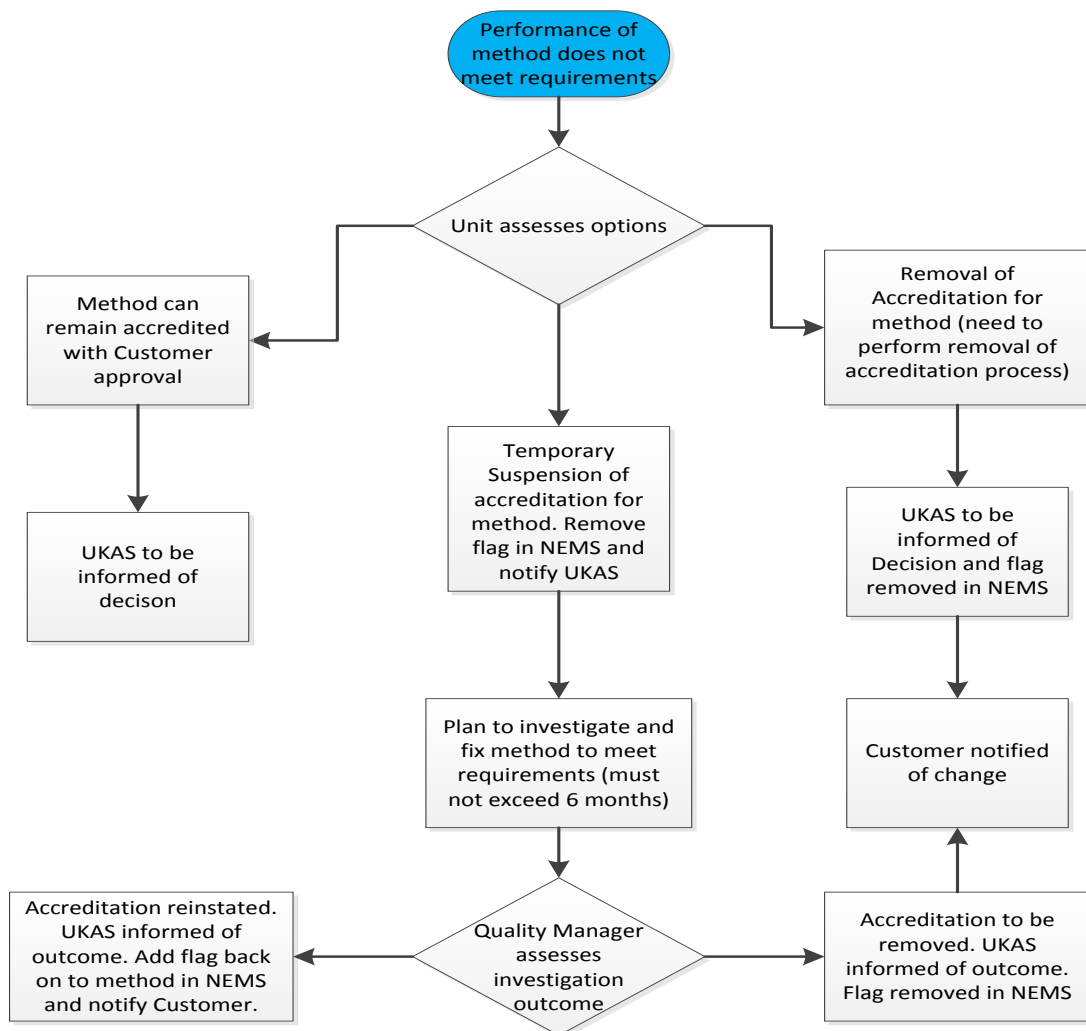 Performance of
method does not
meet requirements
Unit assesses options
Method can
remain accredited
with Customer
approval
Removal of
Accreditation for
method (need to
perform removal of
accreditation process)
Temporary
Suspension of
accreditation for
method. Remove
flag in NEMS and
notify UKAS
UKAS to be
informed of
decison
UKAS to be
informed of
Decision and flag
removed in NEMS
Plan to investigate and
fix method to meet
requirements (must
not exceed 6 months)
Customer notified
of change
Accreditation reinstated.
UKAS informed of
outcome. Add flag back
on to method in NEMS
and notify Customer.
Quality Manager
assesses
investigation
outcome
Accreditation to be
removed. UKAS
informed of outcome.
Flag removed in NEMS